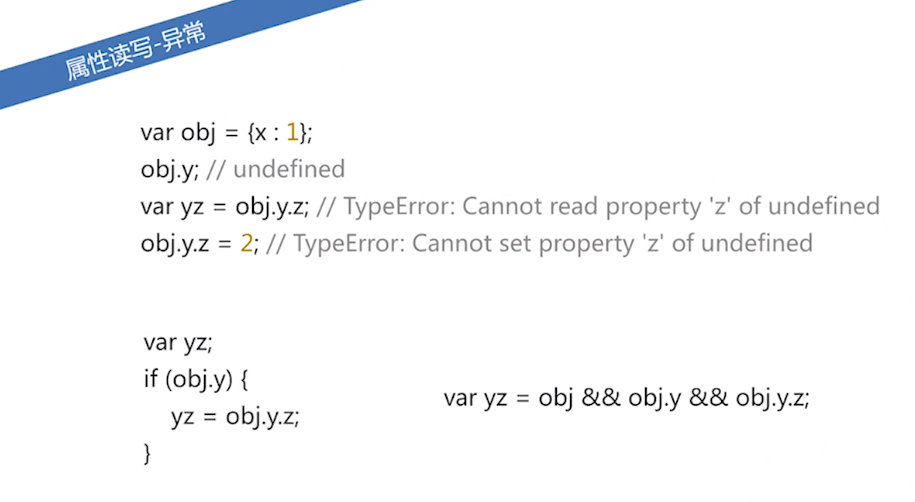 属性读写-异常
var obj = {x : 1};
obj.y; // undefined
var yz = obj.y.z; // TypeError: Cannot read property 'z' of undefined
obj.y.z = 2; // TypeError: Cannot set property 'z' of undefined
var yz;
if (obj.y) {
yz = obj.y.z;
}
var yz = obj && obj.y && obj.y.z;